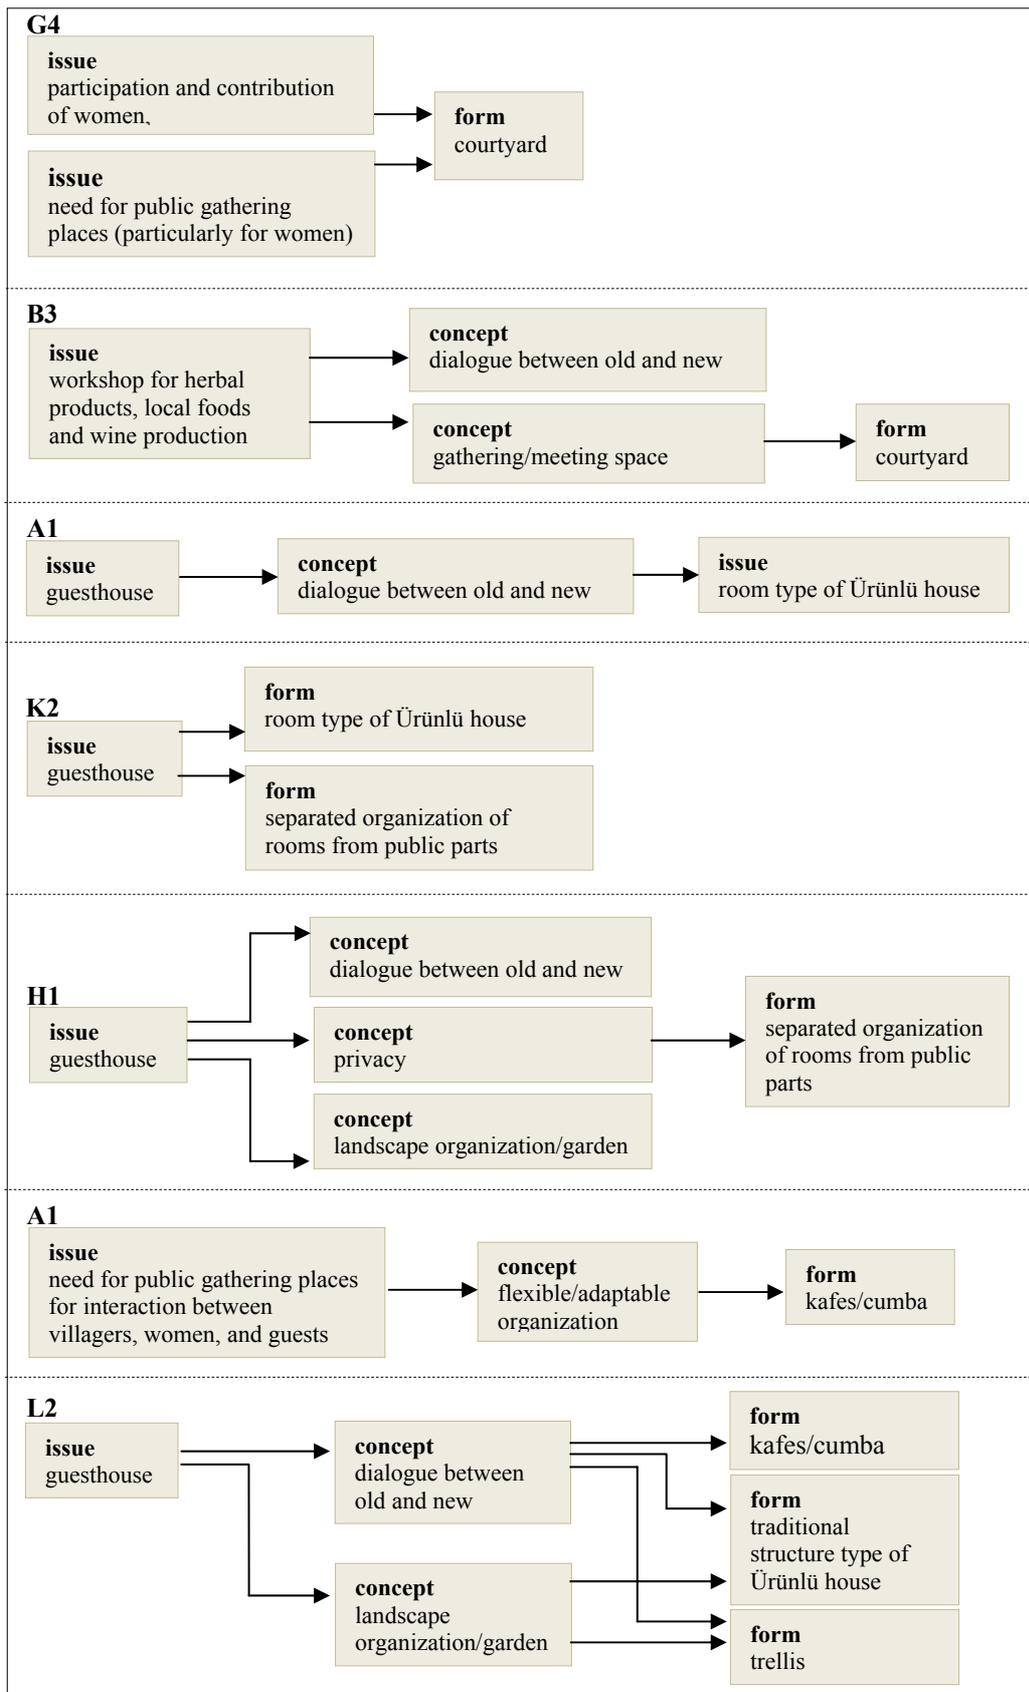 G4
issue
participation and contribution
of women,
form
courtyard
issue
need for public gathering
places (particularly for women)
B3
issue
workshop for herbal
products, local foods
and wine production
concept
dialogue between old and new
concept
gathering/meeting space
form
courtyard
A1
issue
guesthouse
concept
dialogue between old and new
issue
room type of Ürünlü house
K2
issue
guesthouse
form
room type of Ürünlü house
form
separated organization of
rooms from public parts
H1
issue
guesthouse
concept
dialogue between old and new
concept
privacy
concept
landscape organization/garden
form
separated organization
of rooms from public
parts
A1
issue
need for public gathering places
for interaction between
villagers, women, and guests
concept
flexible/adaptable
organization
form
kafes/cumba
L2
issue
guesthouse
concept
dialogue between
old and new
concept
landscape
organization/garden
form
kafes/cumba
form
traditional
structure type of
Ürünlü house
form
trellis